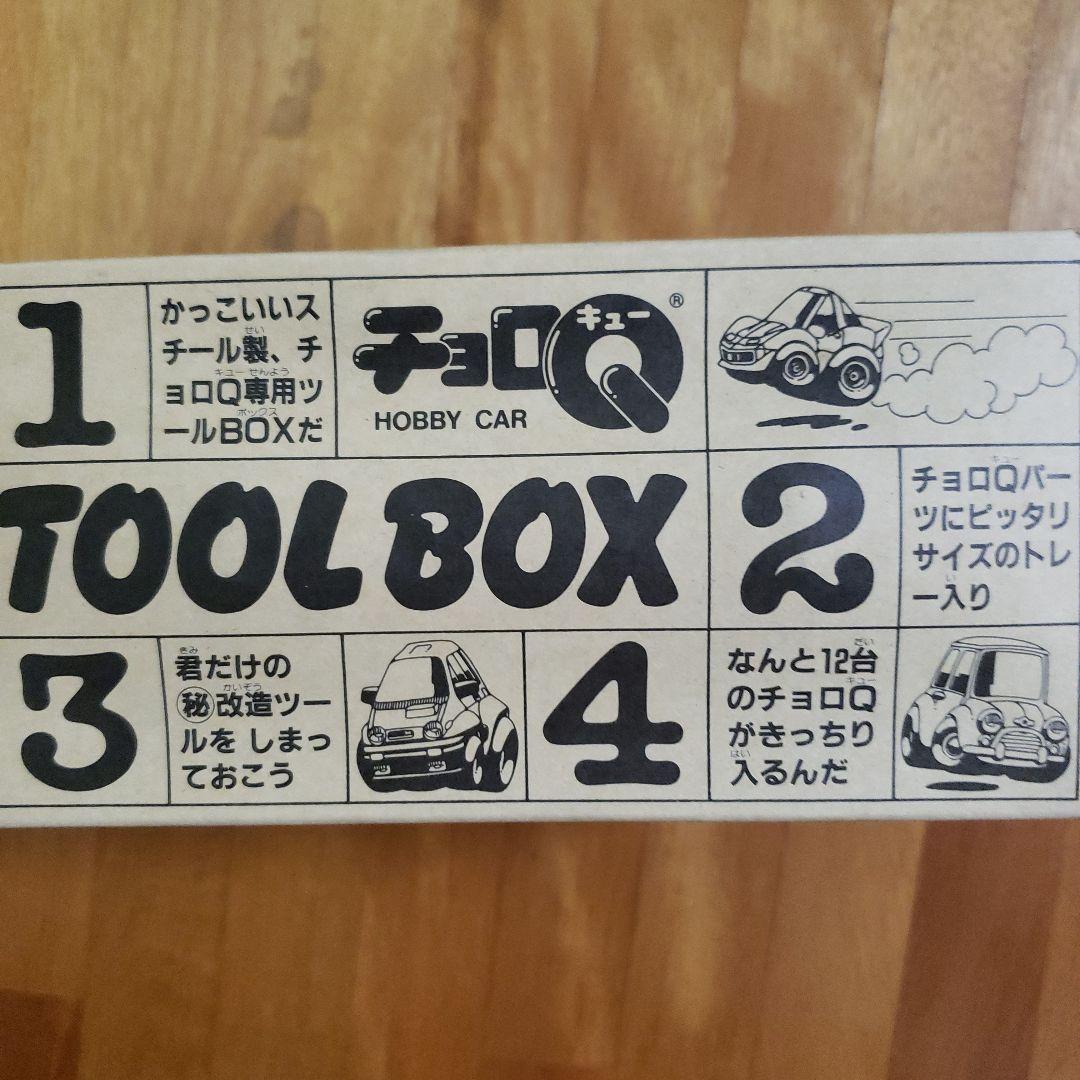 1
かっこいいス
チール製、チ
ョロQ専用ツ
ールBOXだ
チョロQ
キュー
®
HOBBY CAR
TOOL BOX
2
チョロQパー
ツにピッタリ
サイズのトレ
ー入り
3
君だけの
㊙改造ツー
ルを しまっ
ておこう
4
なんと12台
のチョロQ
がきっちり
入るんだ